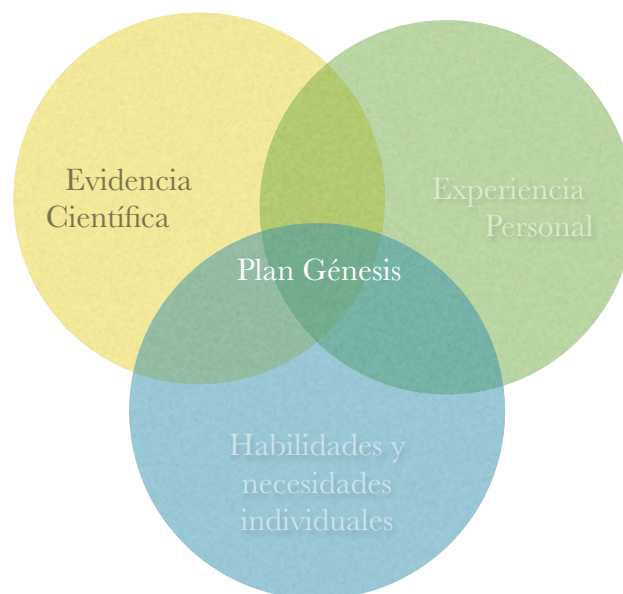 Evidencia
Científica
Experiencia
Personal
Plan Génesis
Habilidades y
necesidades
individuales